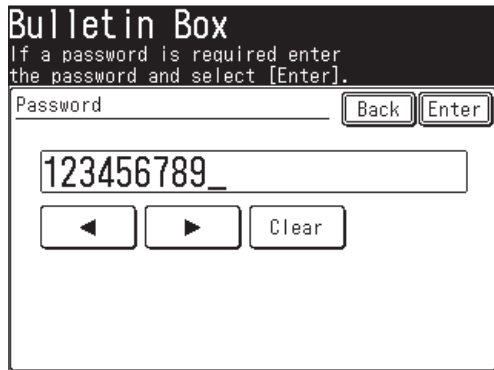 Bulletin Box
If a password is required enter
the password and select [Enter].
Password
Back Enter
123456789_
◄ ► Clear